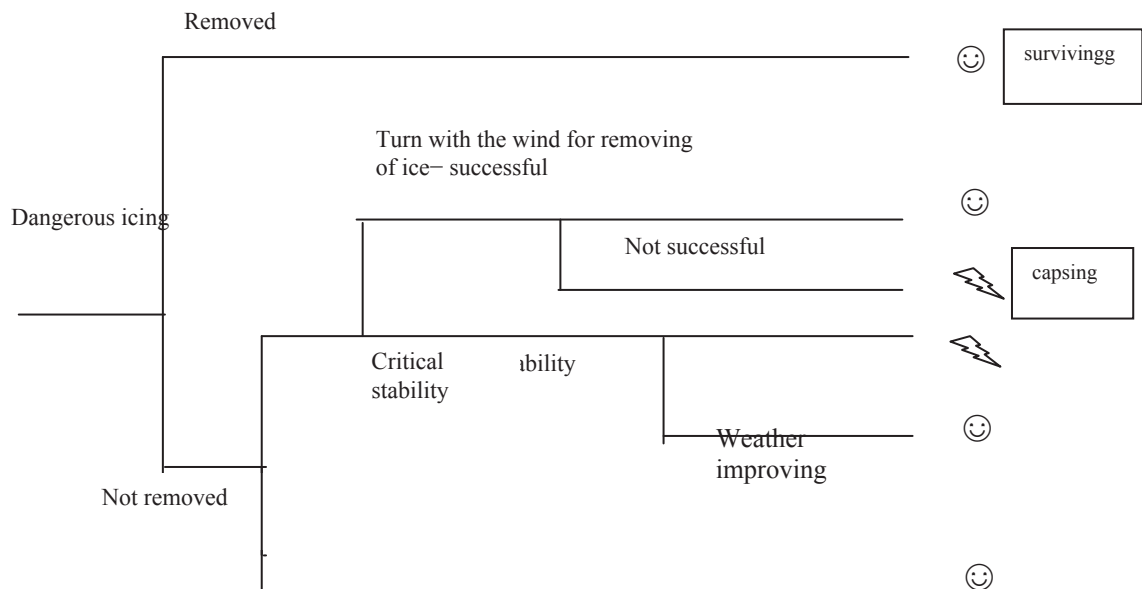 Removed
survivingg
Turn with the wind for removing
of ice− successful
Dangerous icing
Not successful
capsing
Critical
stability
ability
Weather
improving
Not removed